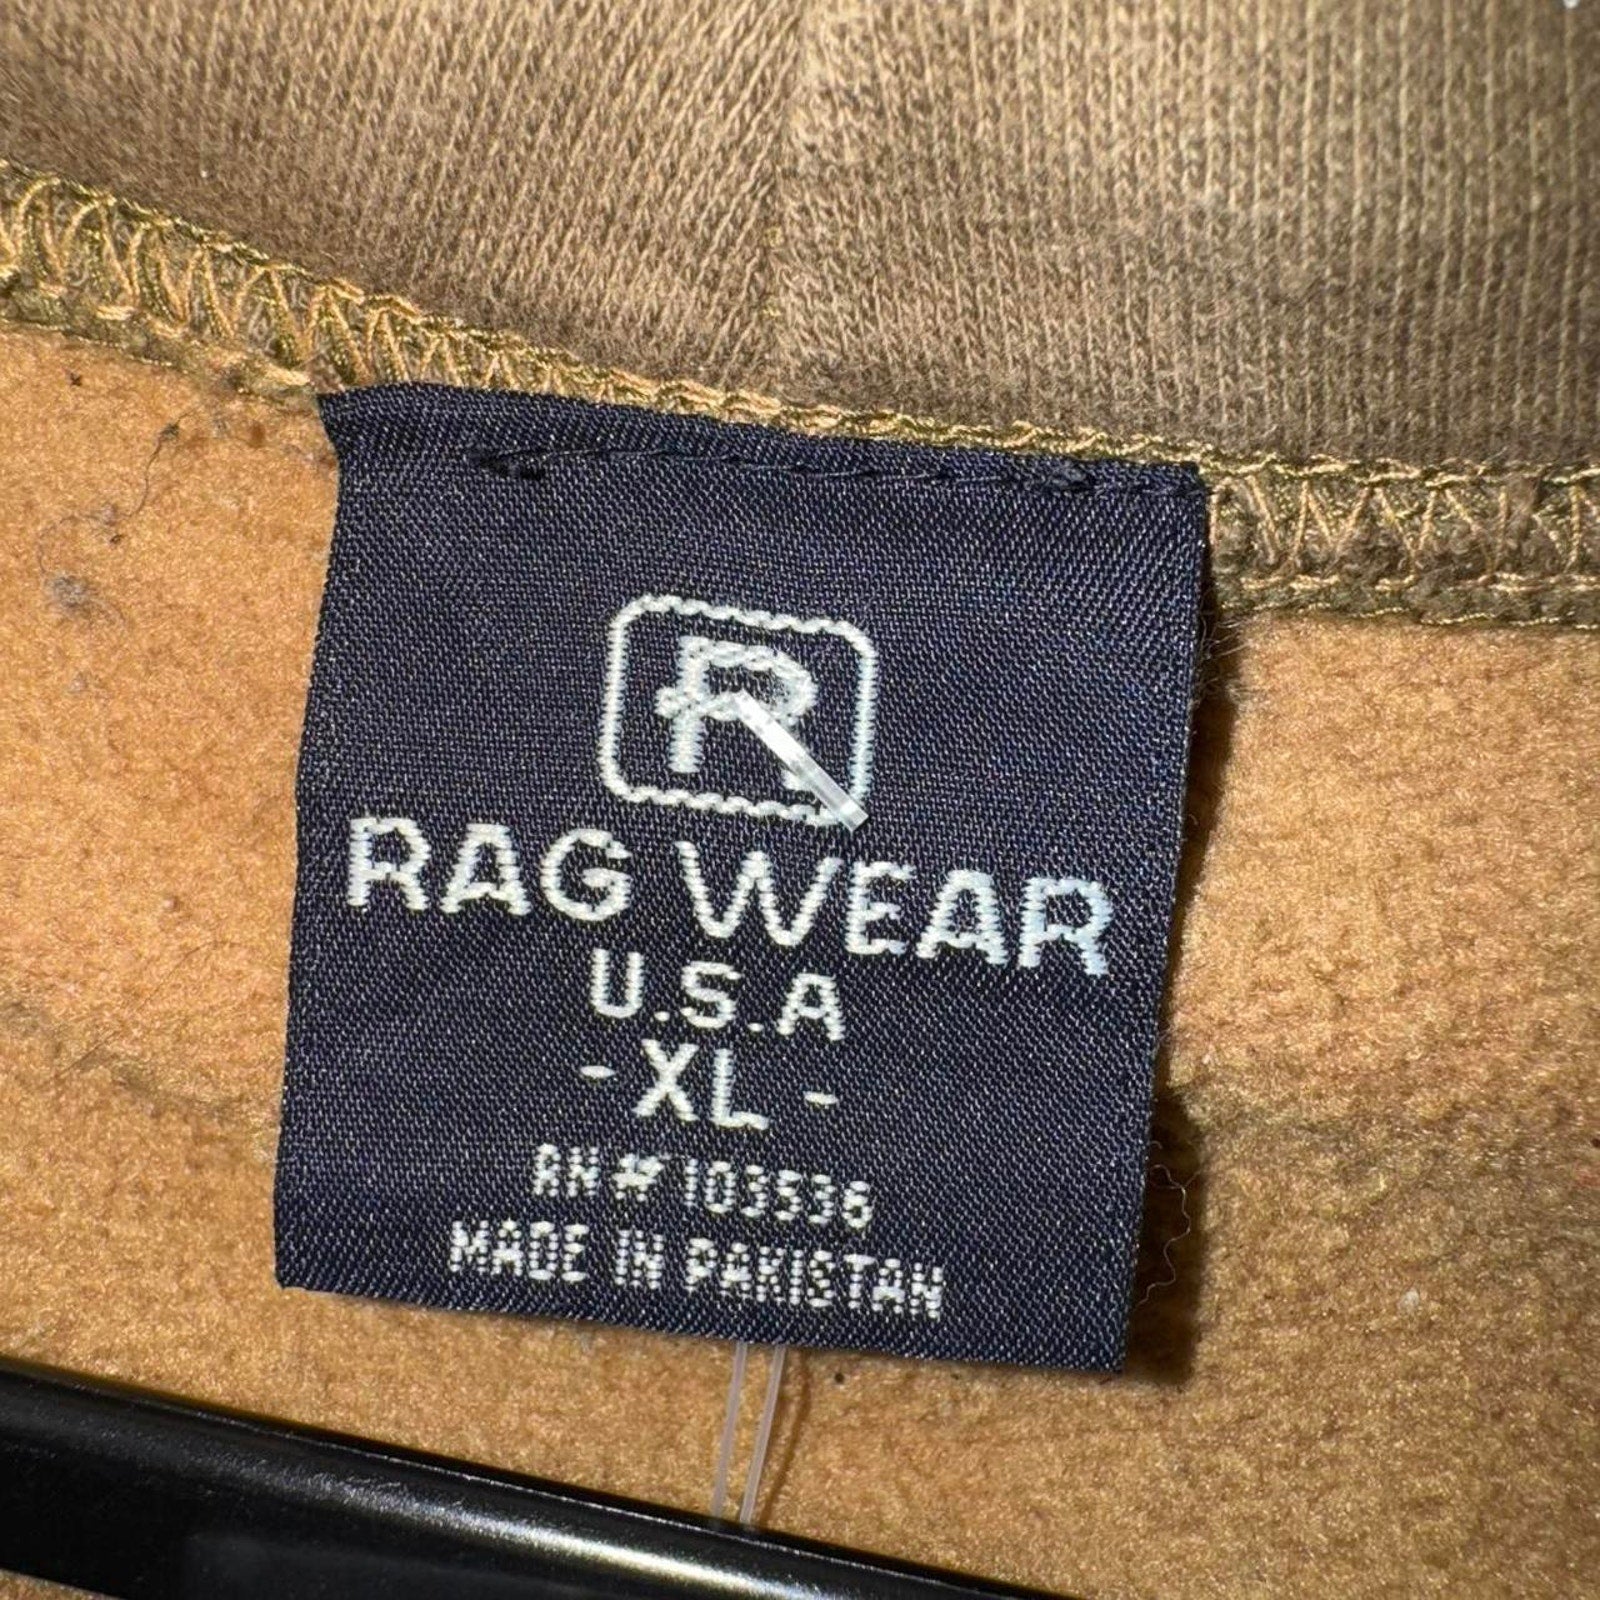 R
RAG WEAR
U.S.A
- XL -
RN# 103536
MADE IN PAKISTAN